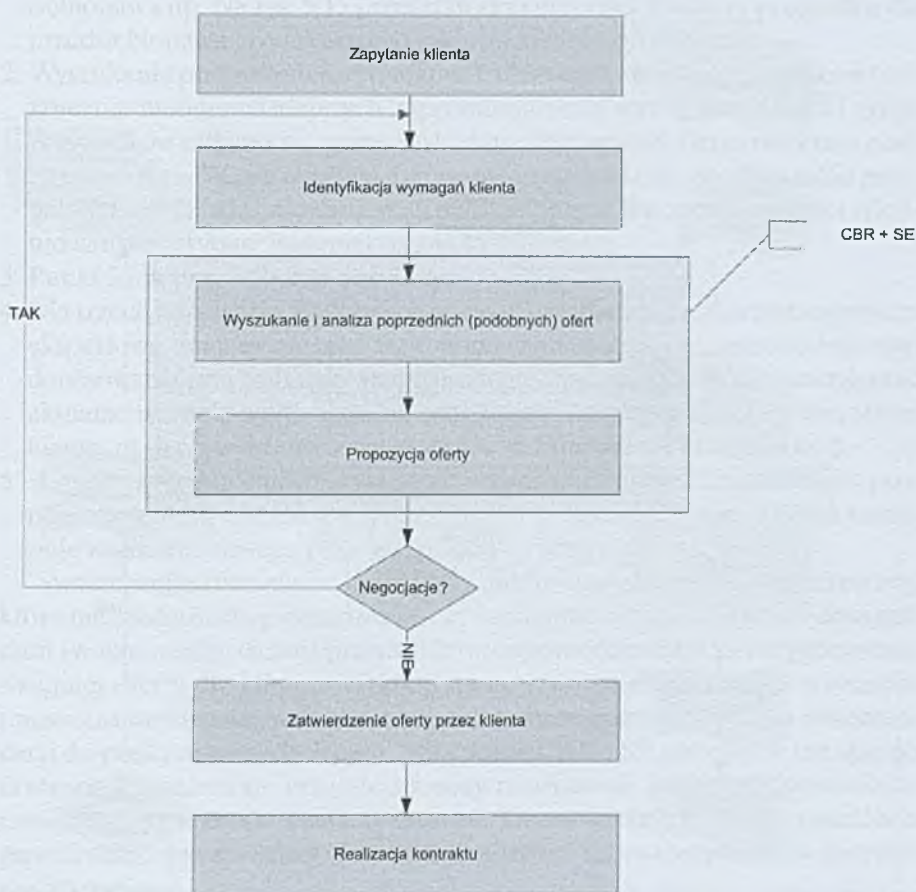 Zapytanie klienta
Identyfikacja wymagań klienta
CBR + SE
TAK
Wyszukanie i analiza poprzednich (podobnych) ofert
Propozycja oferty
Negocjacje?
NIE
Zatwierdzenie oferty przez klienta
Realizacja kontraktu